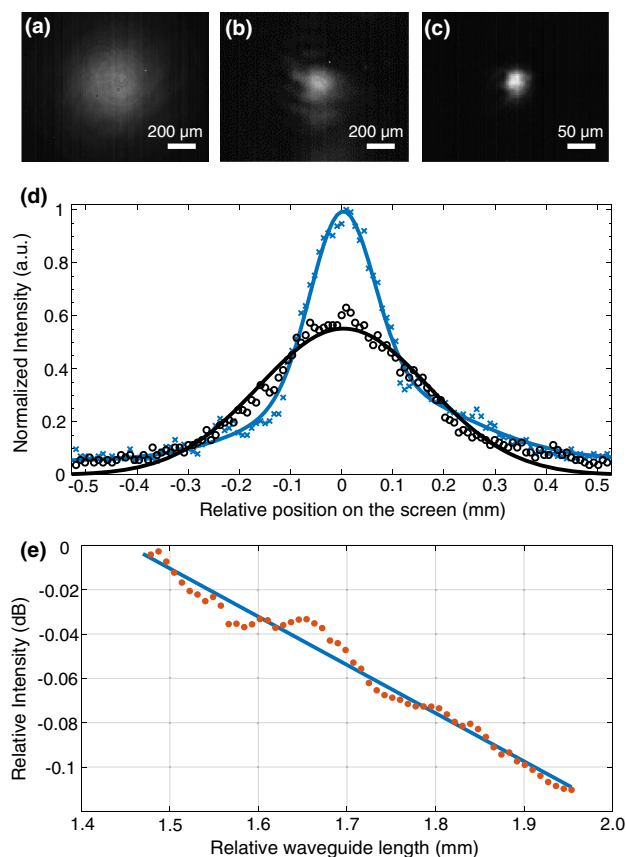 (a)
(b)
(c)
200 µm
200 µm
50 µm
(d)
1
0.8
0.6
0.4
0.2
0
Normalized Intensity (a.u.)
-0.5 -0.4 -0.3 -0.2 -0.1 0 0.1 0.2 0.3 0.4 0.5
Relative position on the screen (mm)
(e)
0
-0.02
-0.04
-0.06
-0.08
-0.1
Relative Intensity (dB)
1.4 1.5 1.6 1.7 1.8 1.9 2.0
Relative waveguide length (mm)